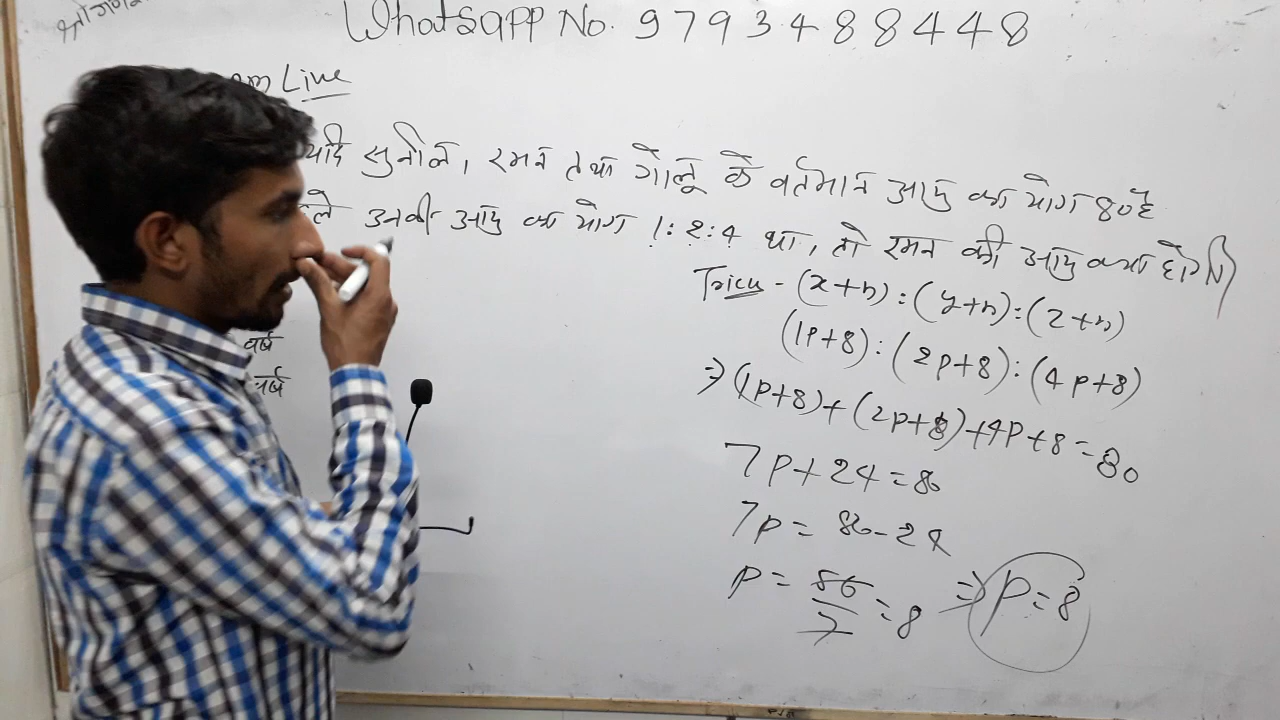 Whatsapp No. 9793488448
Line
यदि सुनील, रमन तथा गोलू के वर्तमान आयु का योग 80 है
उनकी आयु का योग 1:2:4 था, तो रमन की आयु क्या होगी
Trick - (x+n):(y+n):(z+n)
(1P+8):(2P+8):(4P+8)
वर्ष
⇒ (1P+8)+(2P+8)+4P+8=80
वर्ष
7P+24=80
7P=80-24
P=56/7=8 ⇒ P=8